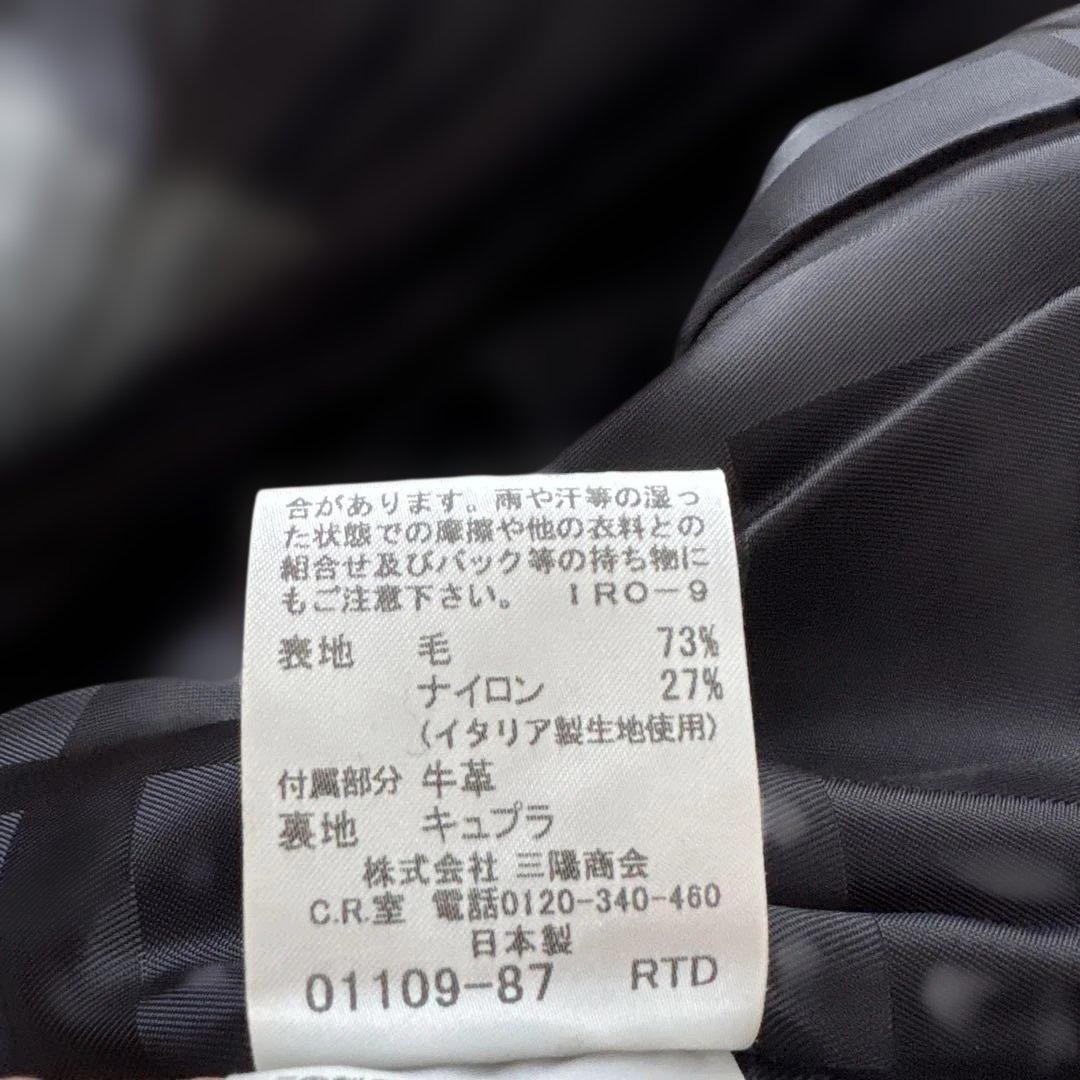 合があります。雨や汗等の湿っ
た状態での摩擦や他の衣料との
組合せ及びバック等の持ち物に
もご注意下さい。 IRO-9
表地 毛 73%
ナイロン 27%
(イタリア製生地使用)
付属部分 牛革
裏地 キュプラ
株式会社 三陽商会
C.R.室 電話0120-340-460
日本製
01109-87 RTD